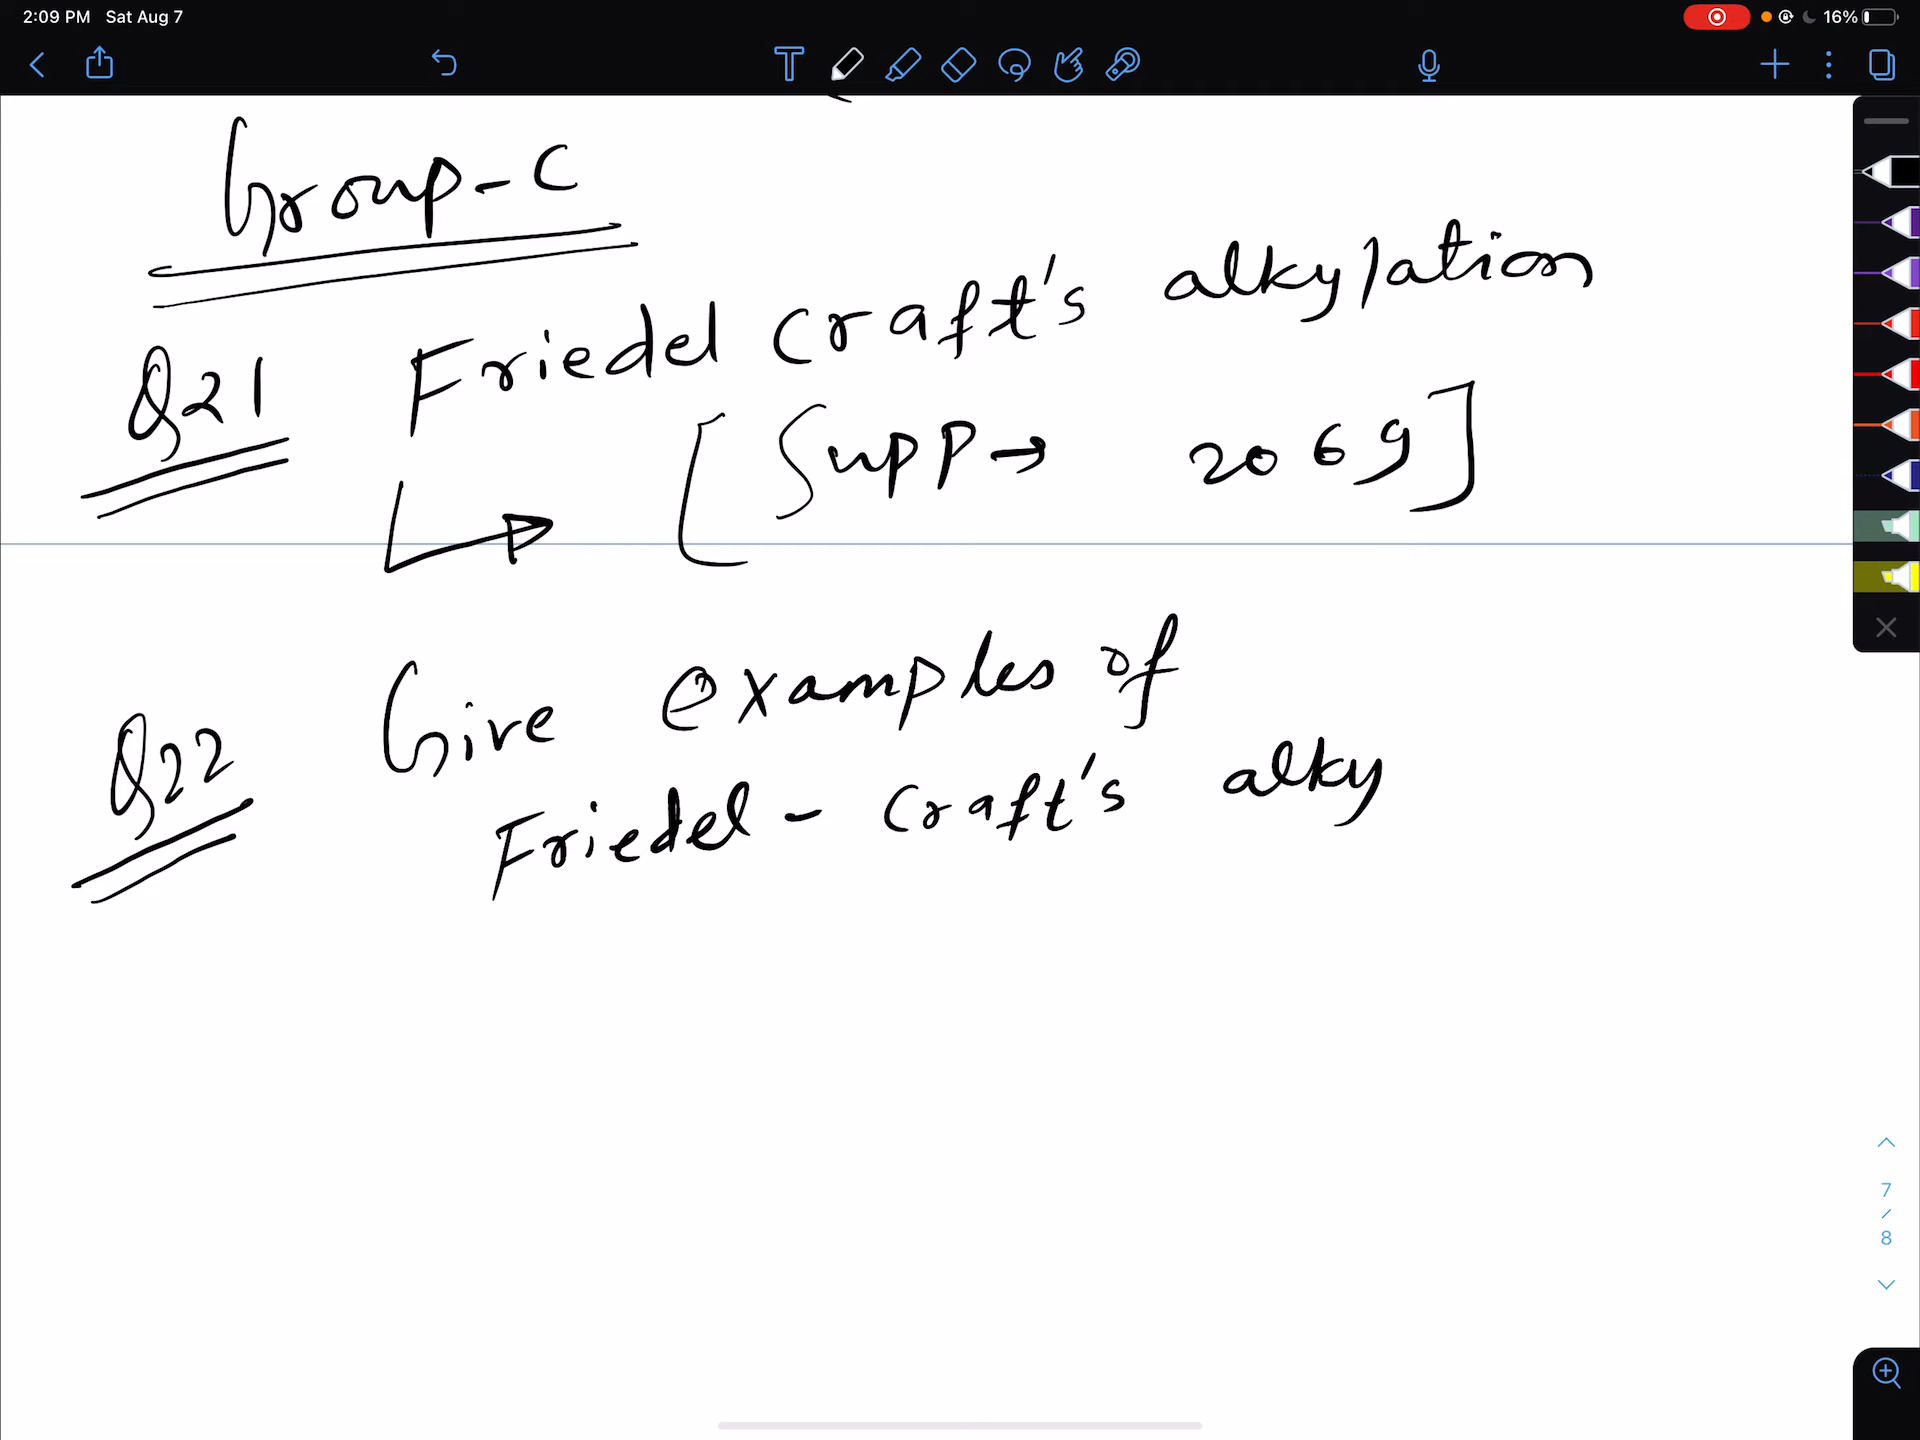 2:09 PM Sat Aug 7
16%
Group-C
Q21 Friedel craft's alkylation
[Supp→ 2069]
Q22 Give examples of
Friedel-craft's alky
7
/
8